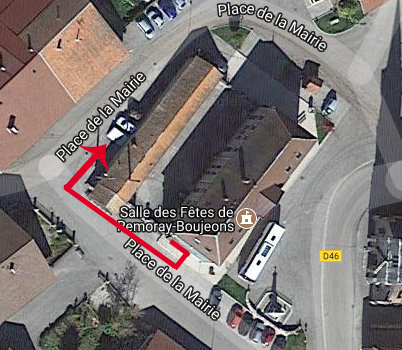 Place de la Mairie
Place de la Mairie
Salle des Fêtes de
Remoray-Boujeons
Place de la Mairie
D46